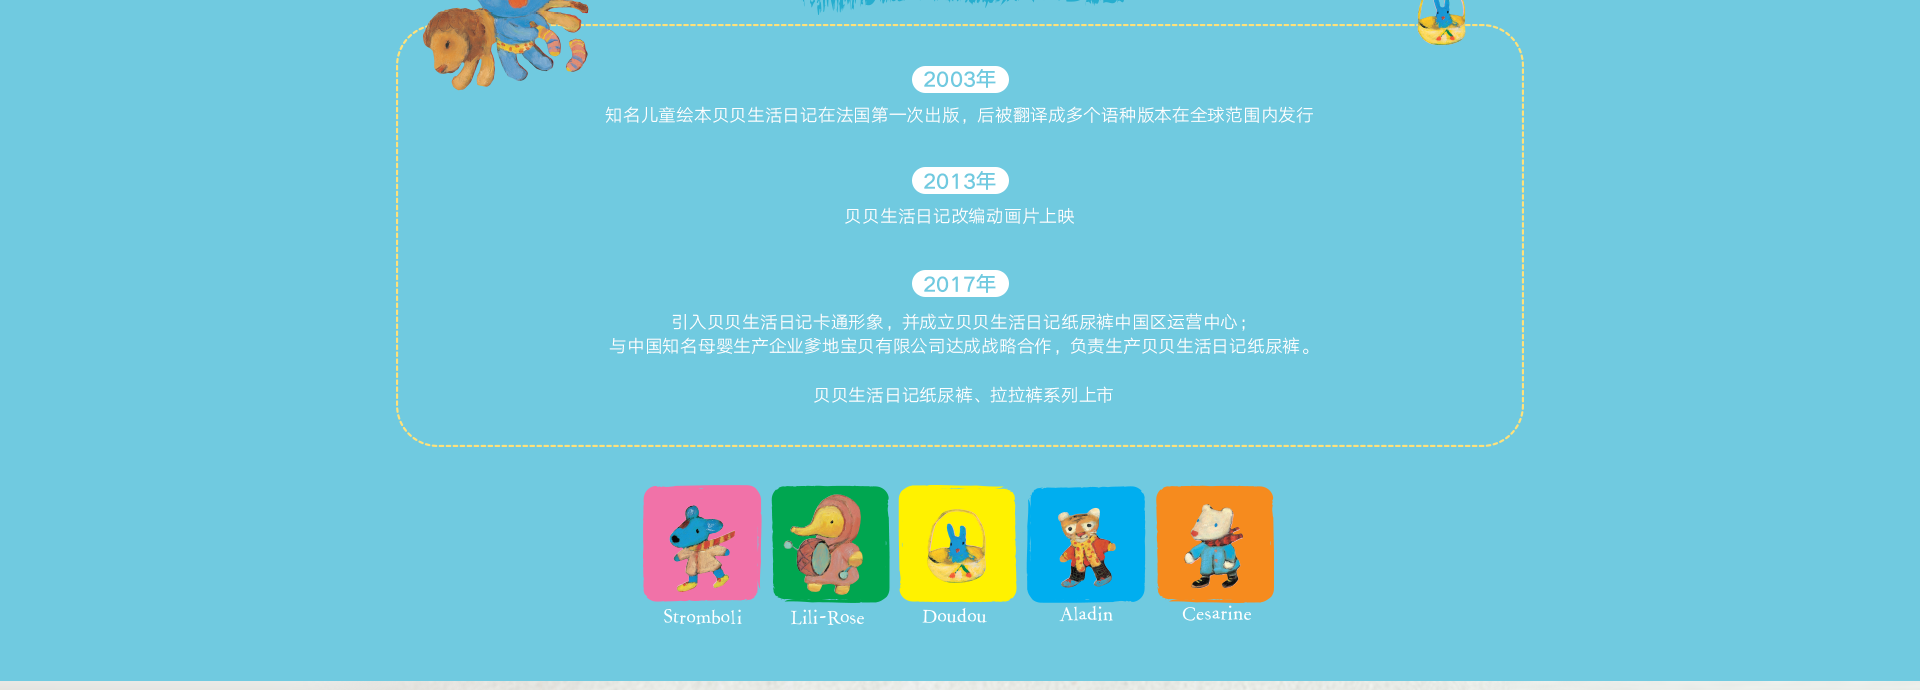 2003年
知名儿童绘本贝贝生活日记在法国第一次出版，后被翻译成多个语种版本在全球范围内发行
2013年
贝贝生活日记改编动画片上映
2017年
引入贝贝生活日记卡通形象，并成立贝贝生活日记纸尿裤中国区运营中心；
与中国知名母婴生产企业爹地宝贝有限公司达成战略合作，负责生产贝贝生活日记纸尿裤。
贝贝生活日记纸尿裤、拉拉裤系列上市
Stromboli Lili-Rose Doudou Aladin Cesarine